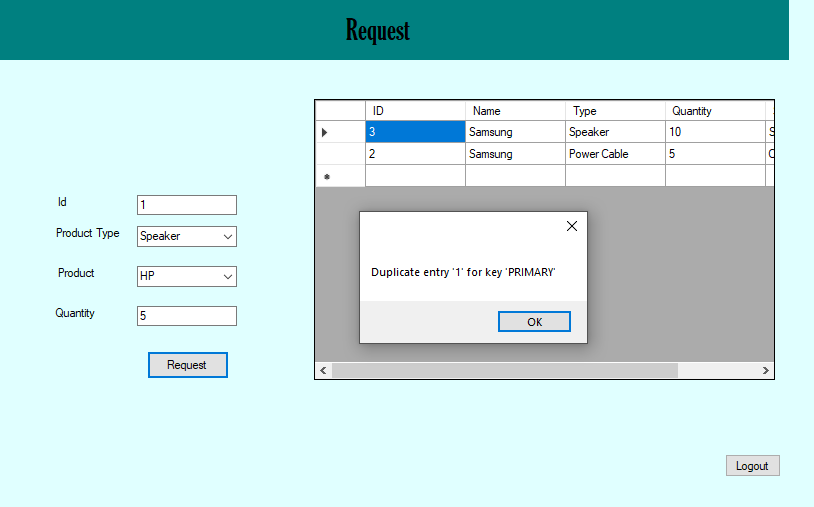 Request
ID Name Type Quantity
3 Samsung Speaker 10 S
2 Samsung Power Cable 5
Id 1
Product Type Speaker
Product HP
Quantity 5
Request
Duplicate entry '1' for key 'PRIMARY'
OK
Logout